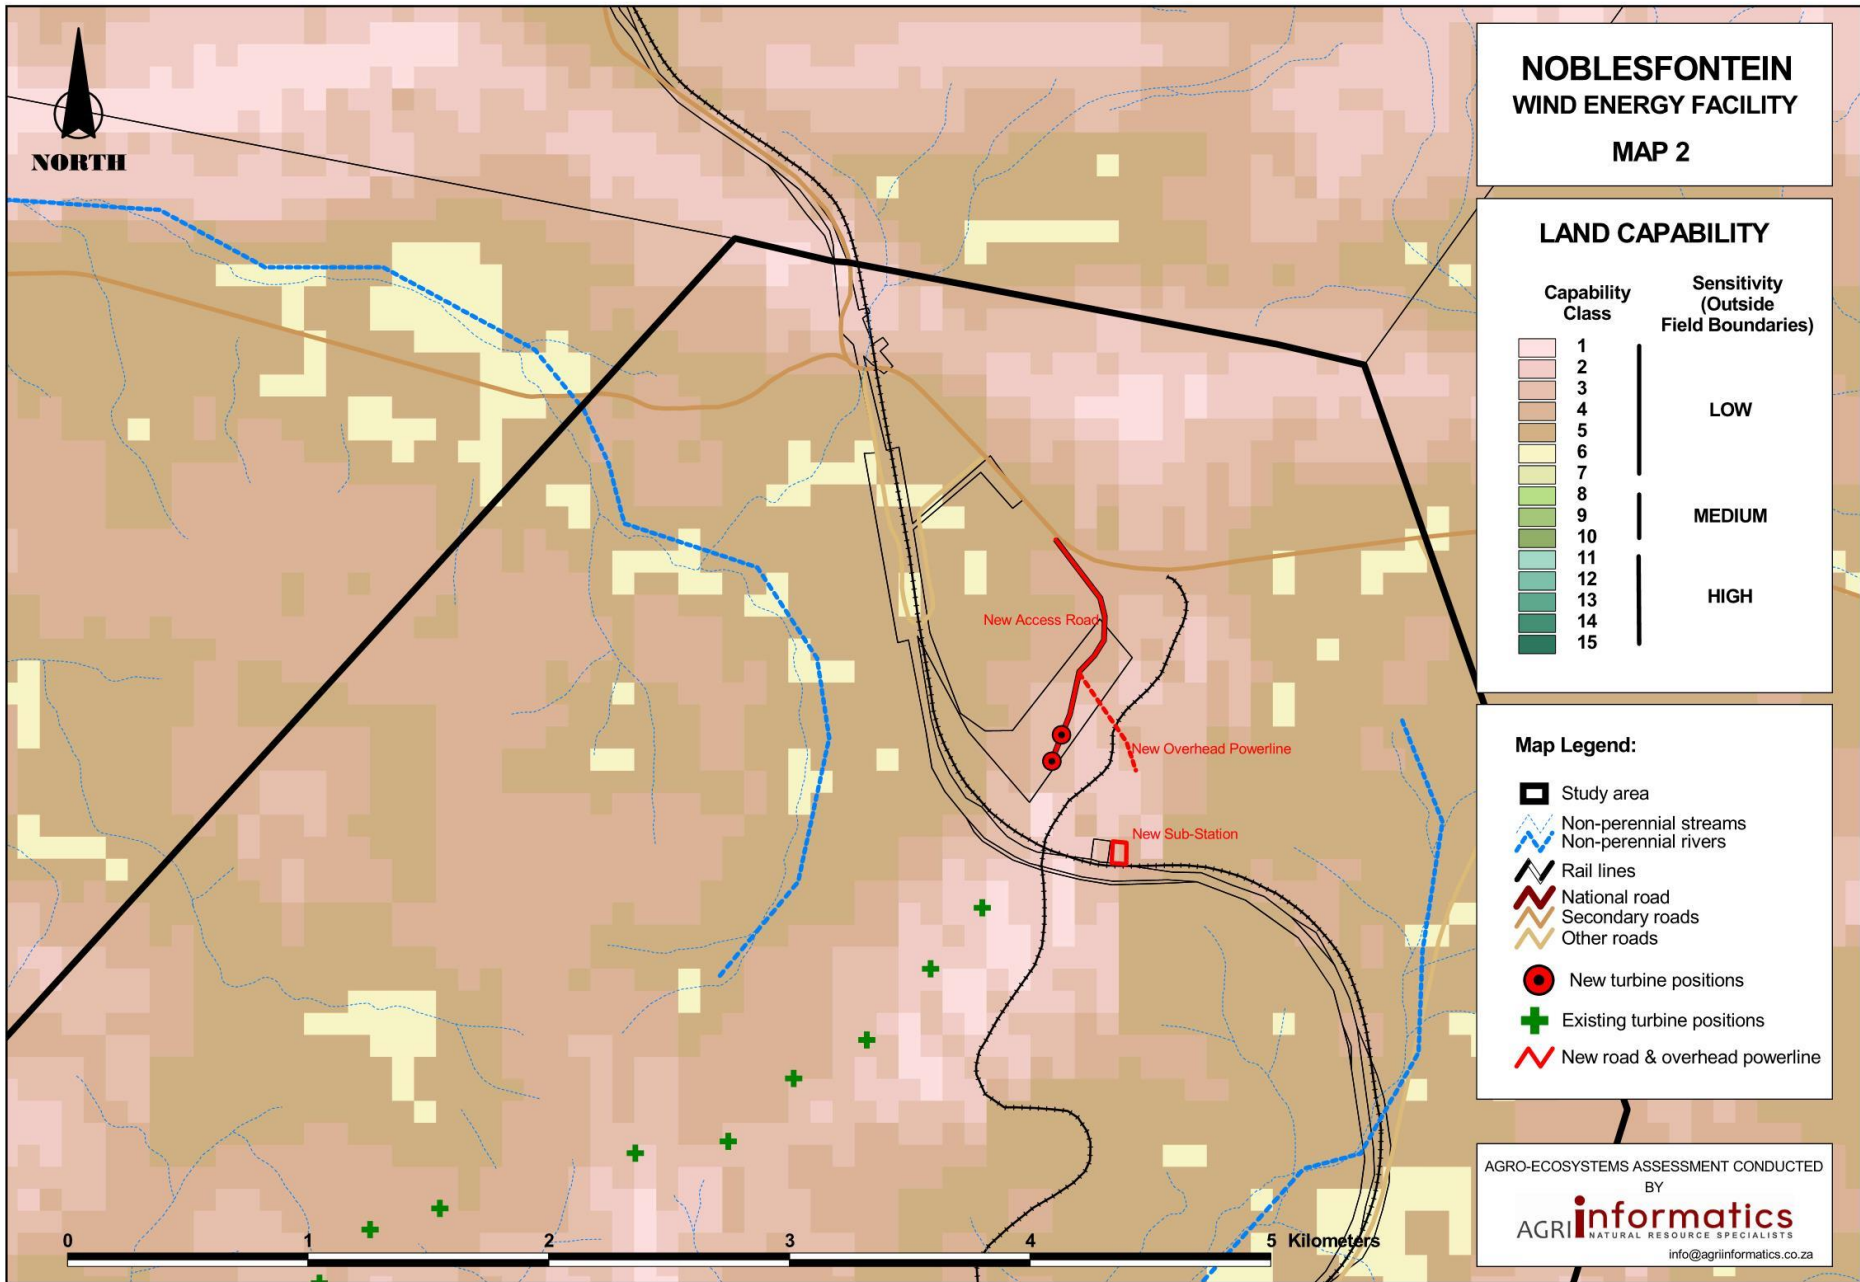 NORTH
NOBLESFONTEIN
WIND ENERGY FACILITY
MAP 2
LAND CAPABILITY
Capability
Class
Sensitivity
(Outside
Field Boundaries)
1
2
3
4
5
6
7
8
9
10
11
12
13
14
15
LOW
MEDIUM
HIGH
New Access Road
New Overhead Powerline
New Sub-Station
Map Legend:
Study area
Non-perennial streams
Non-perennial rivers
Rail lines
National road
Secondary roads
Other roads
New turbine positions
Existing turbine positions
New road & overhead powerline
AGRO-ECOSYSTEMS ASSESSMENT CONDUCTED
BY
AGRI informatics
NATURAL RESOURCE SPECIALISTS
info@agriinformatics.co.za
0 1 2 3 4 5 Kilometers